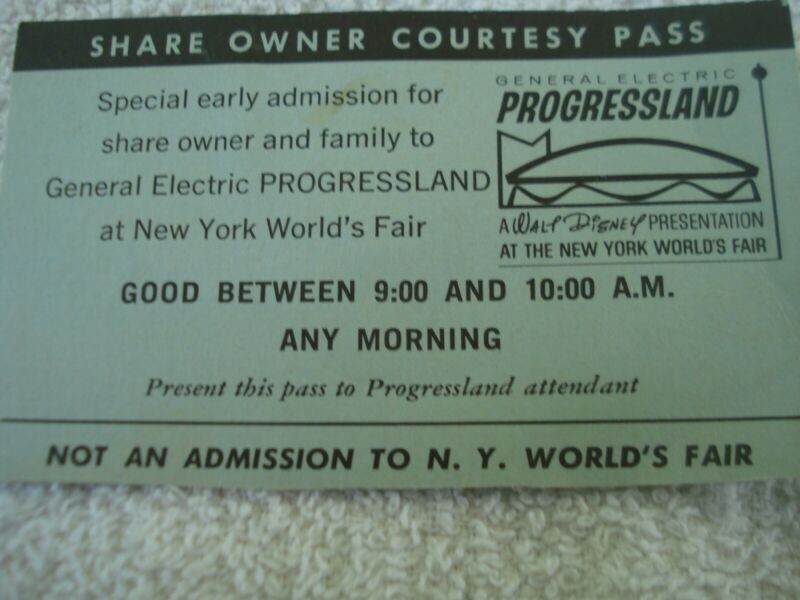 SHARE OWNER COURTESY PASS
Special early admission for
share owner and family to
General Electric PROGRESSLAND
at New York World's Fair
GENERAL ELECTRIC
PROGRESSLAND
A WALT DISNEY PRESENTATION
AT THE NEW YORK WORLD'S FAIR
GOOD BETWEEN 9:00 AND 10:00 A.M.
ANY MORNING
Present this pass to Progressland attendant
NOT AN ADMISSION TO N. Y. WORLD'S FAIR